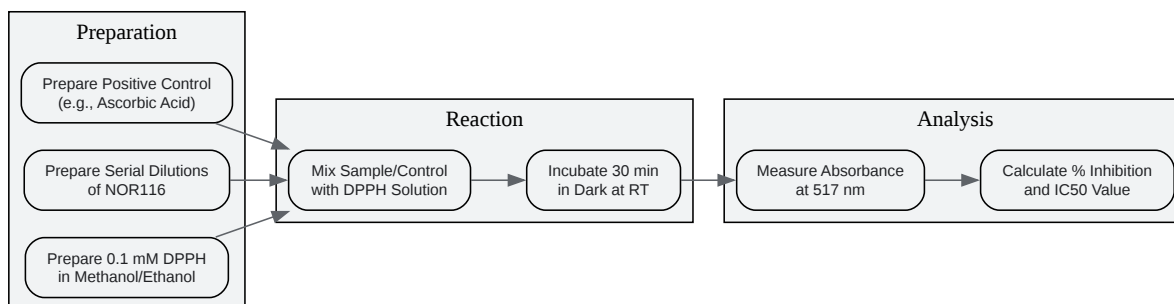 Preparation
Prepare Positive Control
(e.g., Ascorbic Acid)
Prepare Serial Dilutions
of NOR116
Prepare 0.1 mM DPPH
in Methanol/Ethanol
Reaction
Mix Sample/Control
with DPPH Solution
Incubate 30 min
in Dark at RT
Analysis
Measure Absorbance
at 517 nm
Calculate % Inhibition
and IC50 Value